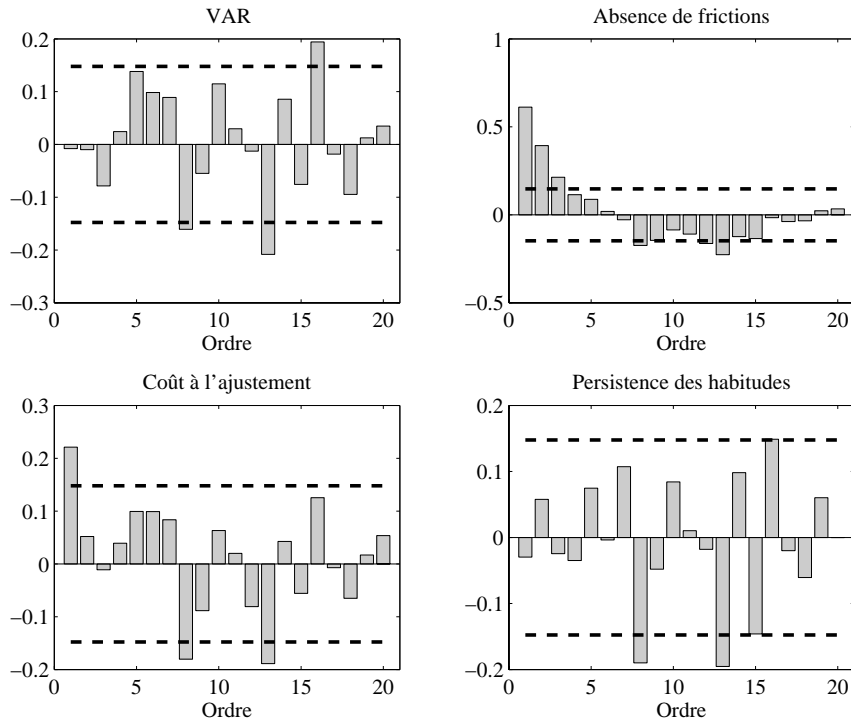 VAR
0.2
0.1
0
−0.1
−0.2
−0.3
0 5 10 15 20
Ordre
Absence de frictions
1
0.5
0
−0.5
0 5 10 15 20
Ordre
Coût à l’ajustement
0.3
0.2
0.1
0
−0.1
−0.2
0 5 10 15 20
Ordre
Persistence des habitudes
0.2
0.1
0
−0.1
−0.2
0 5 10 15 20
Ordre